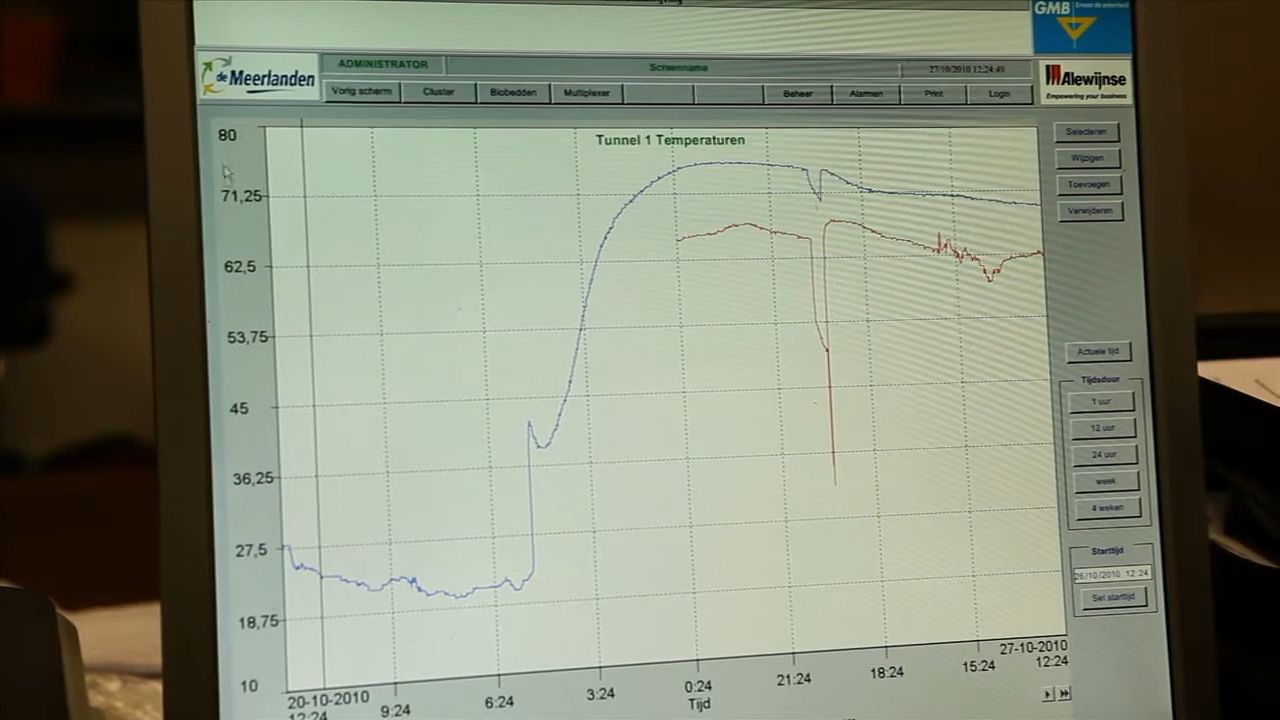 GMB
de Meerlanden
ADMINISTRATOR
Screenname
27/10/2010 12:24:49
Alewijnse
Empowering your business
Vorig scherm
Cluster
Biobedden
Multiplexer
Beheer
Alarmen
Print
Login
Tunnel 1 Temperaturen
80
71,25
62,5
53,75
45
36,25
27,5
18,75
10
Selecteren
Wijzigen
Toevoegen
Verwijderen
Actuele tijd
Tijdsduur
1 uur
12 uur
24 uur
week
4 weken
Starttijd
26/10/2010 12:24
Set starttijd
20-10-2010
12:24
9:24
6:24
3:24
0:24
21:24
18:24
15:24
27-10-2010
12:24
Tijd